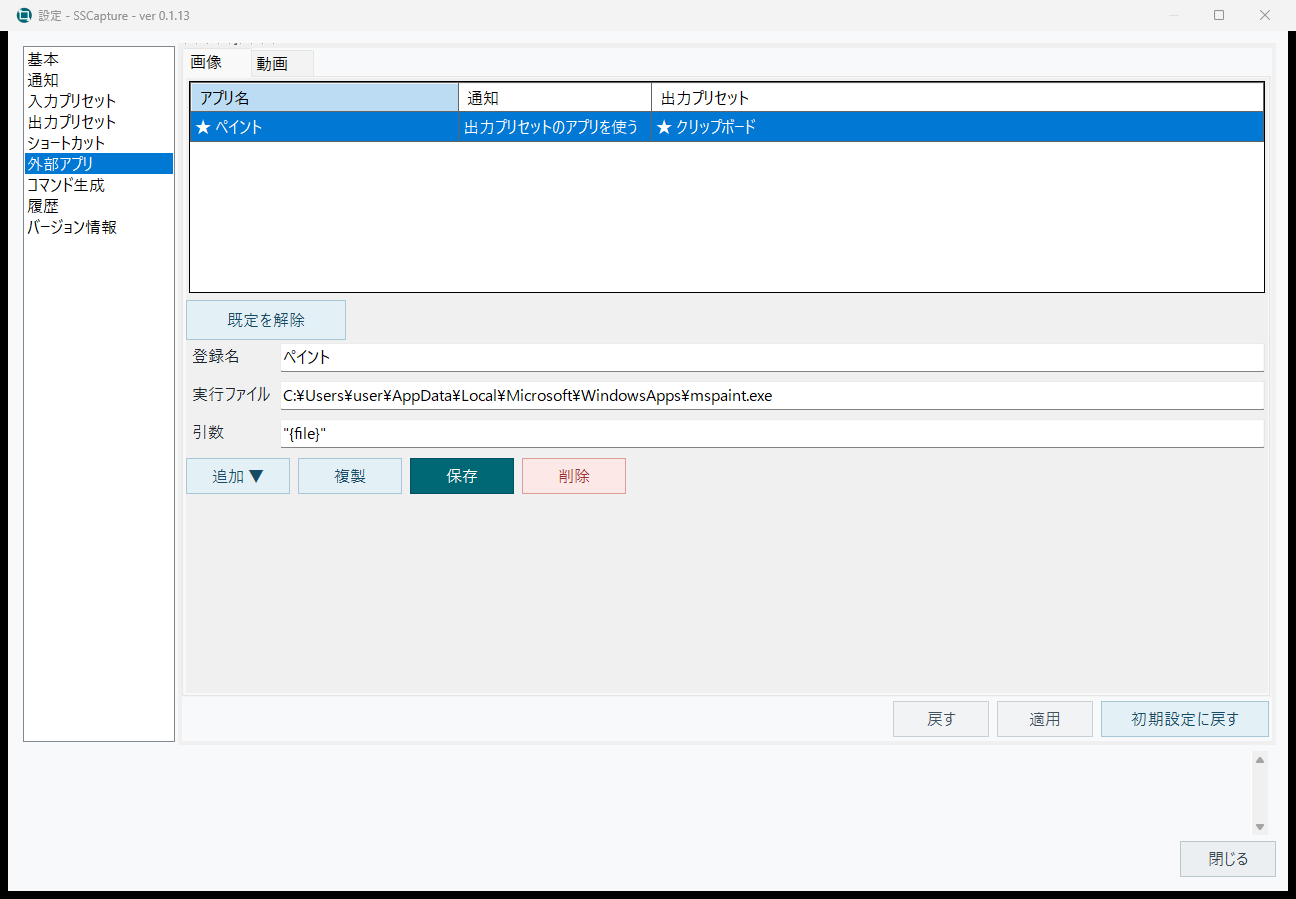 設定 - SSCapture - ver 0.1.13
基本
通知
入力プリセット
出力プリセット
ショートカット
外部アプリ
コマンド生成
履歴
バージョン情報
画像 動画
アプリ名 通知 出力プリセット
★ ペイント 出力プリセットのアプリを使う ★ クリップボード
既定を解除
登録名 ペイント
実行ファイル C:¥Users¥user¥AppData¥Local¥Microsoft¥WindowsApps¥mspaint.exe
引数 "{file}"
追加 ▼ 複製 保存 削除
戻す 適用 初期設定に戻す
閉じる